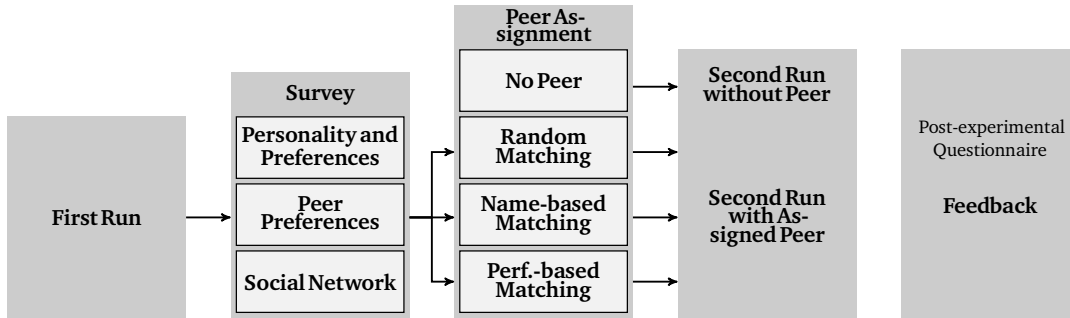 First Run
Survey
Personality and
Preferences
Peer
Preferences
Social Network
Peer As-
signment
No Peer
Random
Matching
Name-based
Matching
Perf.-based
Matching
Second Run
without Peer
Second Run
with As-
signed Peer
Post-experimental
Questionnaire
Feedback